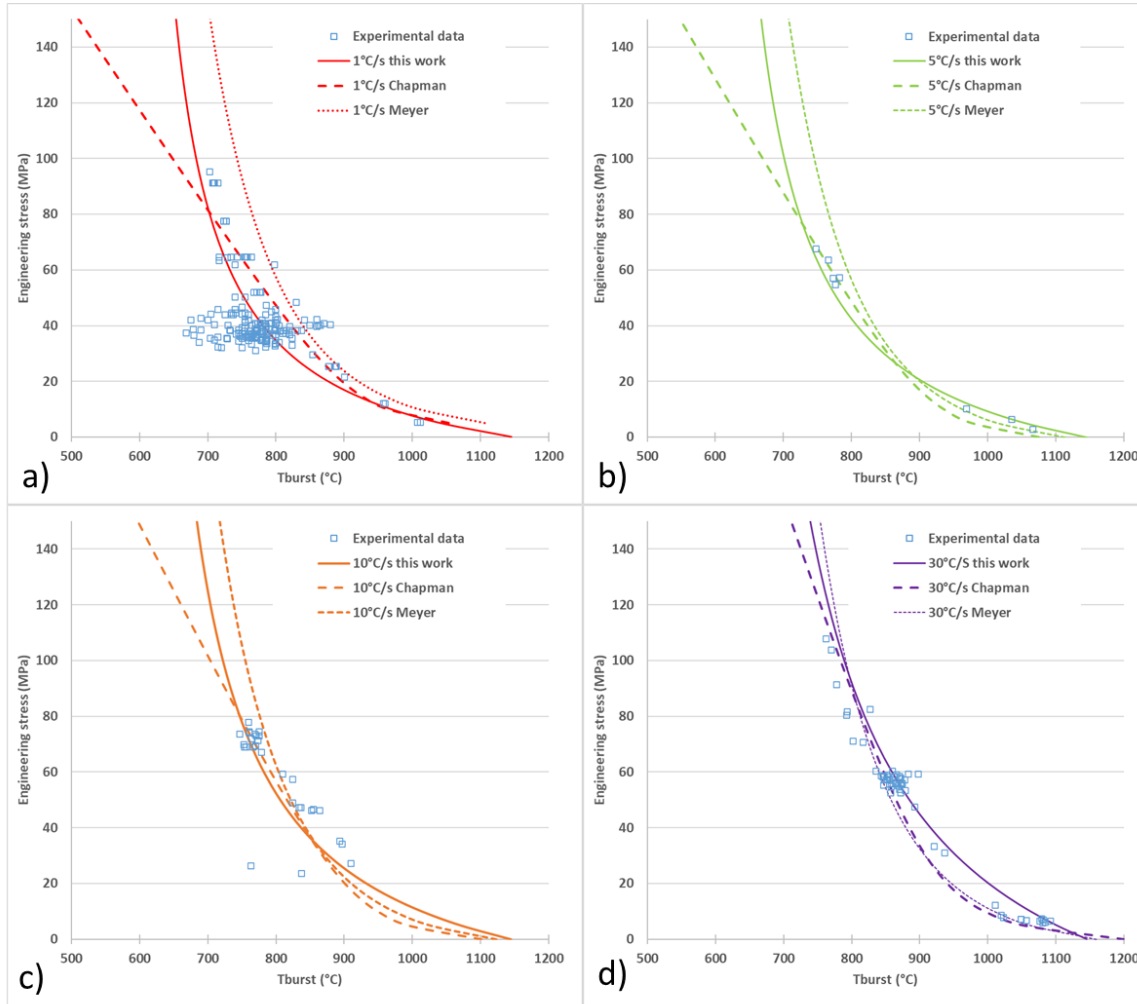 140
120
100
80
60
40
20
0
Engineering stress (MPa)
Experimental data
1°C/s this work
1°C/s Chapman
1°C/s Meyer
500 600 700 800 900 1000 1100 1200
Tburst (°C)
a)
140
120
100
80
60
40
20
0
Engineering stress (MPa)
Experimental data
5°C/s this work
5°C/s Chapman
5°C/s Meyer
500 600 700 800 900 1000 1100 1200
Tburst (°C)
b)
140
120
100
80
60
40
20
0
Engineering stress (MPa)
Experimental data
10°C/s this work
10°C/s Chapman
10°C/s Meyer
500 600 700 800 900 1000 1100 1200
Tburst (°C)
c)
140
120
100
80
60
40
20
0
Engineering stress (MPa)
Experimental data
30°C/S this work
30°C/s Chapman
30°C/s Meyer
500 600 700 800 900 1000 1100 1200
Tburst (°C)
d)